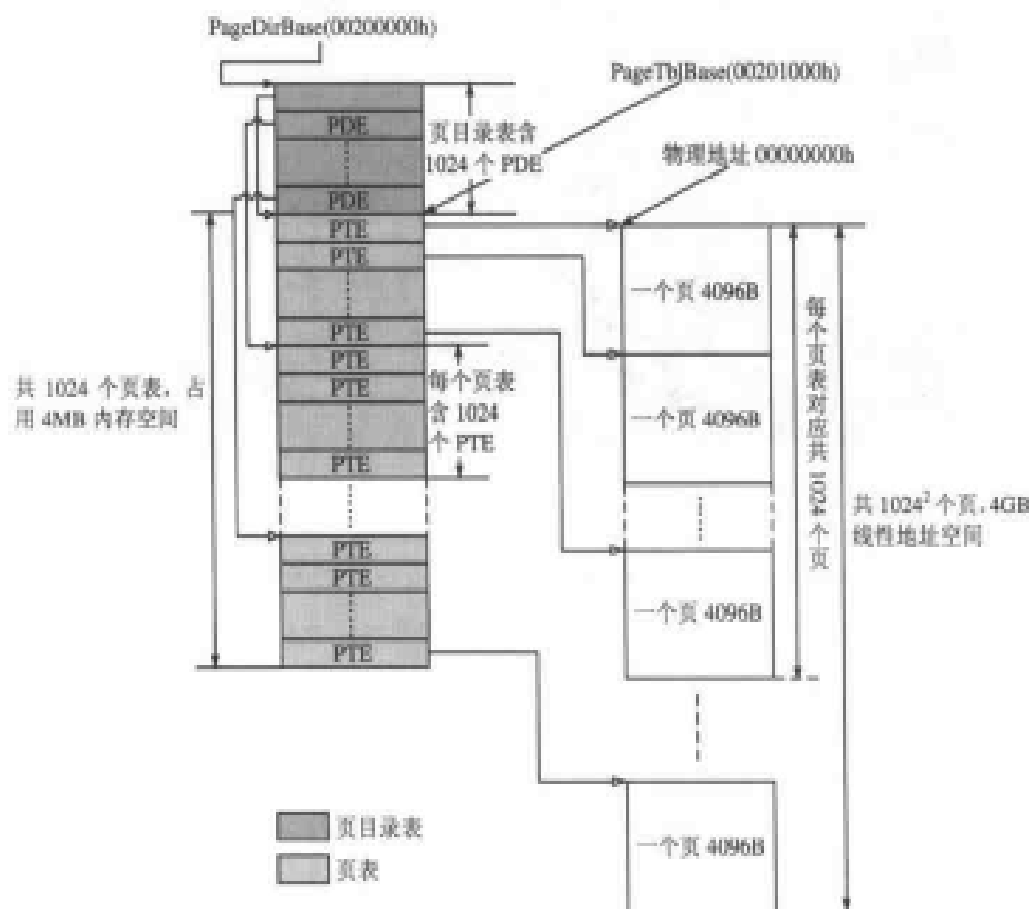 PageDirBase(00200000h)
PageTblBase(00201000h)
PDE
页目录表含
1024 个 PDE
物理地址 00000000h
PDE
PTE
PTE
一个页 4096B
PTE
PTE
PTE
每个页表
含 1024
个 PTE
共 1024 个页表，占
用 4MB 内存空间
一个页 4096B
每个页表对应共 1024 个页
PTE
共 1024² 个页，4GB
线性地址空间
PTE
PTE
一个页 4096B
PTE
页目录表
页表
一个页 4096B